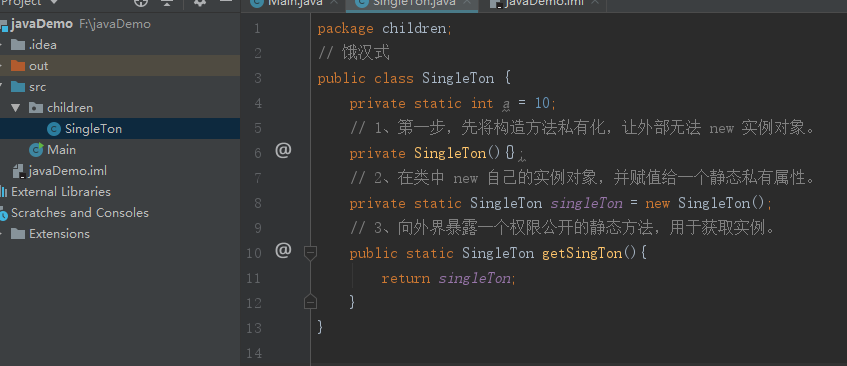 Project
Main.java
SingleTon.java
javaDemo.iml
javaDemo F:\javaDemo
.idea
out
src
children
SingleTon
Main
javaDemo.iml
External Libraries
Scratches and Consoles
Extensions
1 package children;
2 // 饿汉式
3 public class SingleTon {
4 private static int a = 10;
5 // 1、第一步，先将构造方法私有化，让外部无法 new 实例对象。
6 @ private SingleTon(){};
7 // 2、在类中 new 自己的实例对象，并赋值给一个静态私有属性。
8 private static SingleTon singleTon = new SingleTon();
9 // 3、向外界暴露一个权限公开的静态方法，用于获取实例。
10 @ public static SingleTon getSingTon(){
11 return singleTon;
12 }
13 }
14